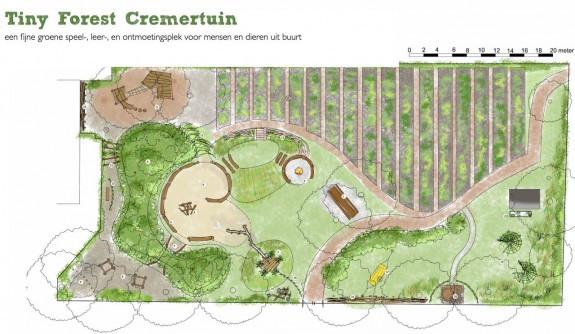 Tiny Forest Cremertuin
een fijne groene speel-, leer-, en ontmoetingsplek voor mensen en dieren uit buurt
0 2 4 6 8 10 12 14 16 18 20 meter